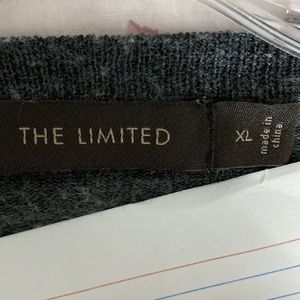 THE LIMITED
XL
made in
china